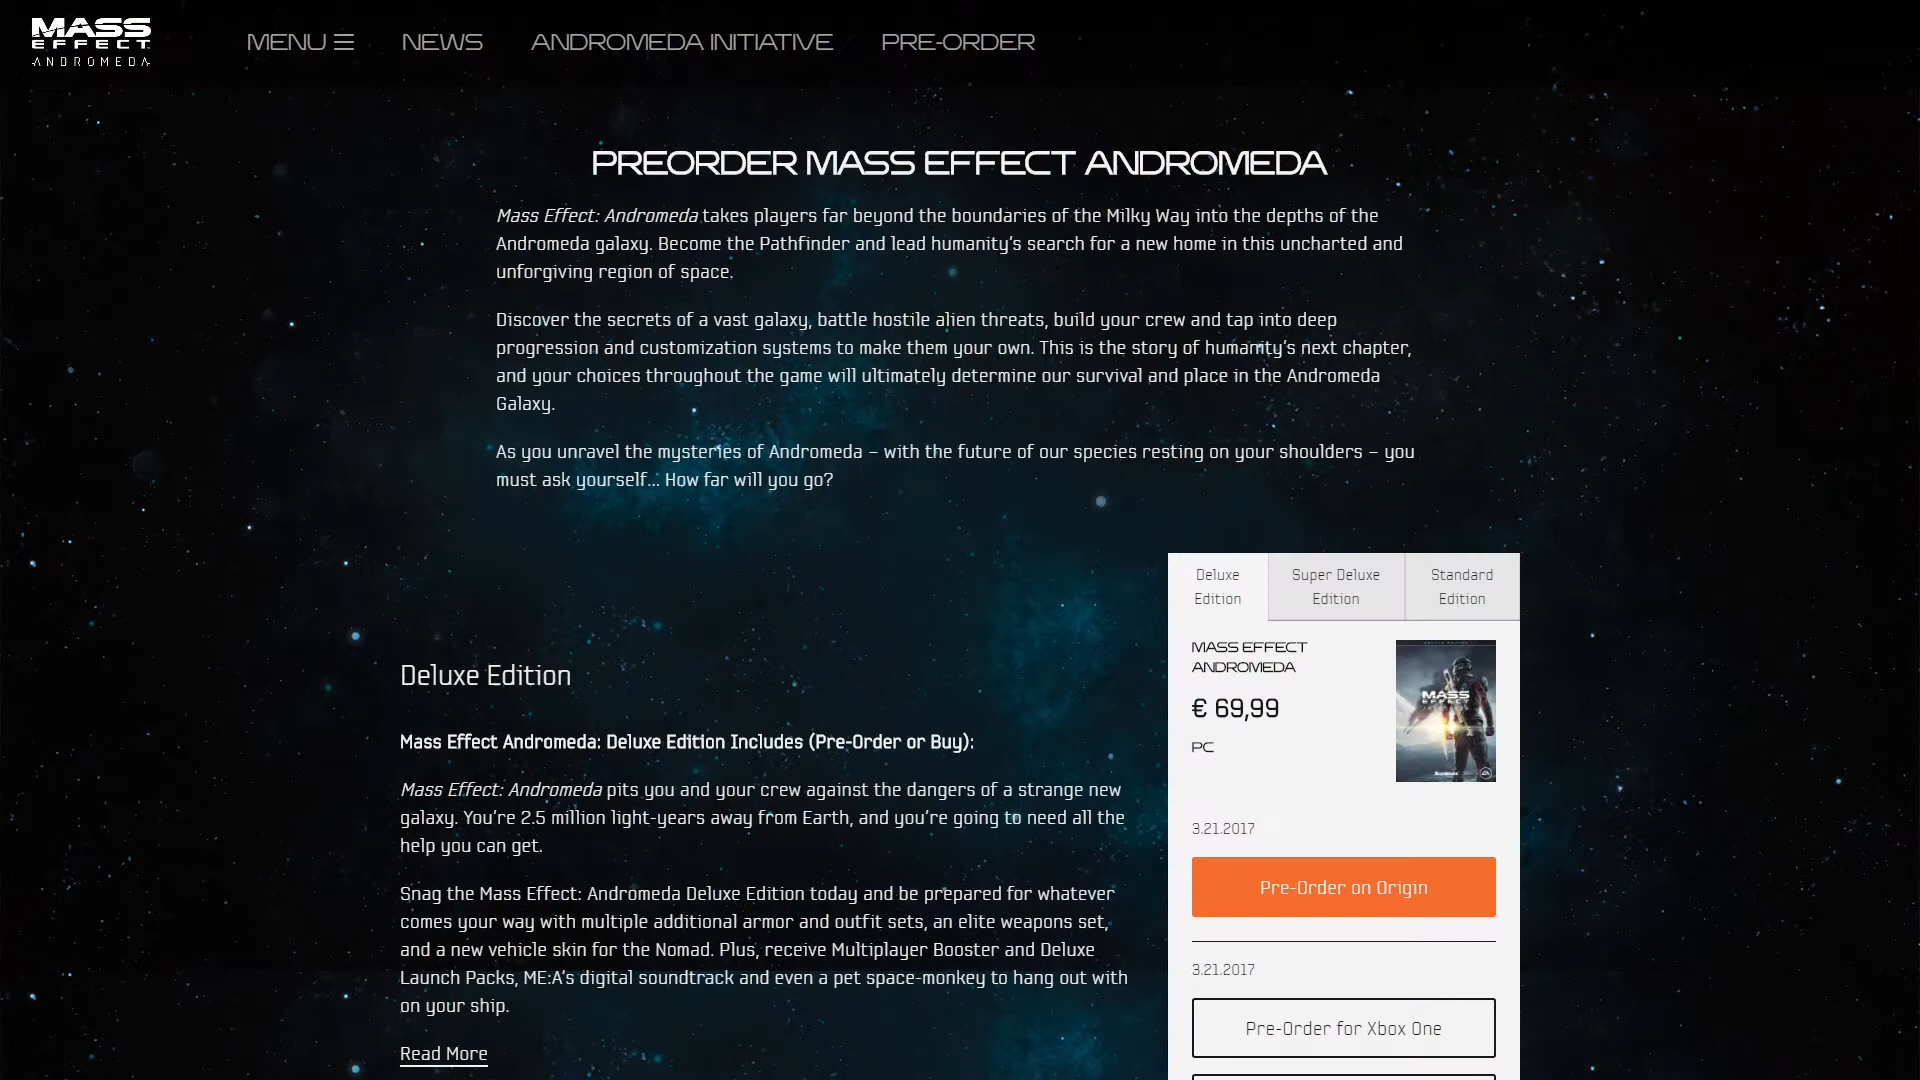 MASS
EFFECT
ANDROMEDA
MENU
NEWS
ANDROMEDA INITIATIVE
PRE-ORDER
PREORDER MASS EFFECT ANDROMEDA
Mass Effect: Andromeda takes players far beyond the boundaries of the Milky Way into the depths of the
Andromeda galaxy. Become the Pathfinder and lead humanity’s search for a new home in this uncharted and
unforgiving region of space.
Discover the secrets of a vast galaxy, battle hostile alien threats, build your crew and tap into deep
progression and customization systems to make them your own. This is the story of humanity’s next chapter,
and your choices throughout the game will ultimately determine our survival and place in the Andromeda
Galaxy.
As you unravel the mysteries of Andromeda – with the future of our species resting on your shoulders – you
must ask yourself… How far will you go?
Deluxe Edition
Mass Effect Andromeda: Deluxe Edition Includes (Pre-Order or Buy):
Mass Effect: Andromeda pits you and your crew against the dangers of a strange new
galaxy. You’re 2.5 million light-years away from Earth, and you’re going to need all the
help you can get.
Snag the Mass Effect: Andromeda Deluxe Edition today and be prepared for whatever
comes your way with multiple additional armor and outfit sets, an elite weapons set,
and a new vehicle skin for the Nomad. Plus, receive Multiplayer Booster and Deluxe
Launch Packs, ME:A’s digital soundtrack and even a pet space-monkey to hang out with
on your ship.
Read More
Deluxe
Edition
Super Deluxe
Edition
Standard
Edition
MASS EFFECT
ANDROMEDA
€ 69,99
PC
MASS
EFFECT
3.21.2017
Pre-Order on Origin
3.21.2017
Pre-Order for Xbox One